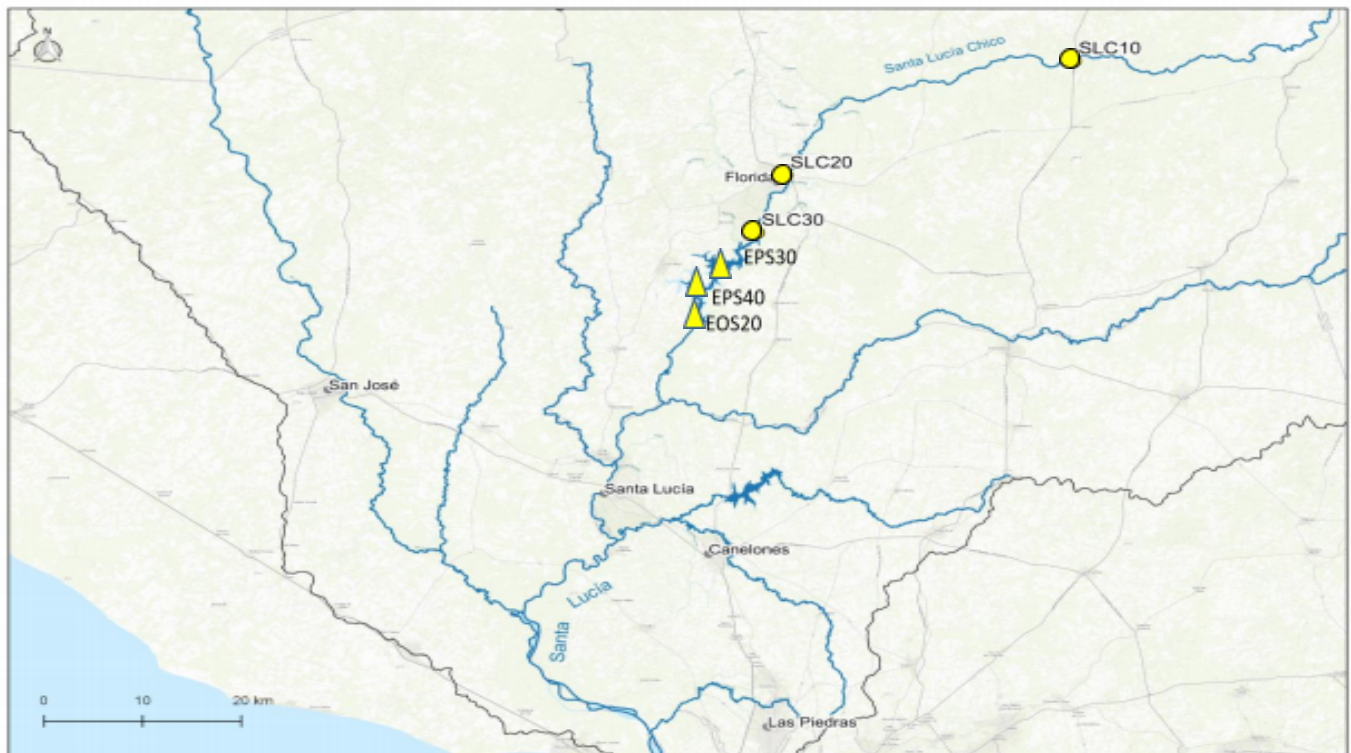 N
Santa Lucía Chico
SLC10
SLC20
Florida
SLC30
EPS30
EPS40
EOS20
San José
Santa Lucía
Canelones
Santa Lucía
Las Piedras
0 10 20 km